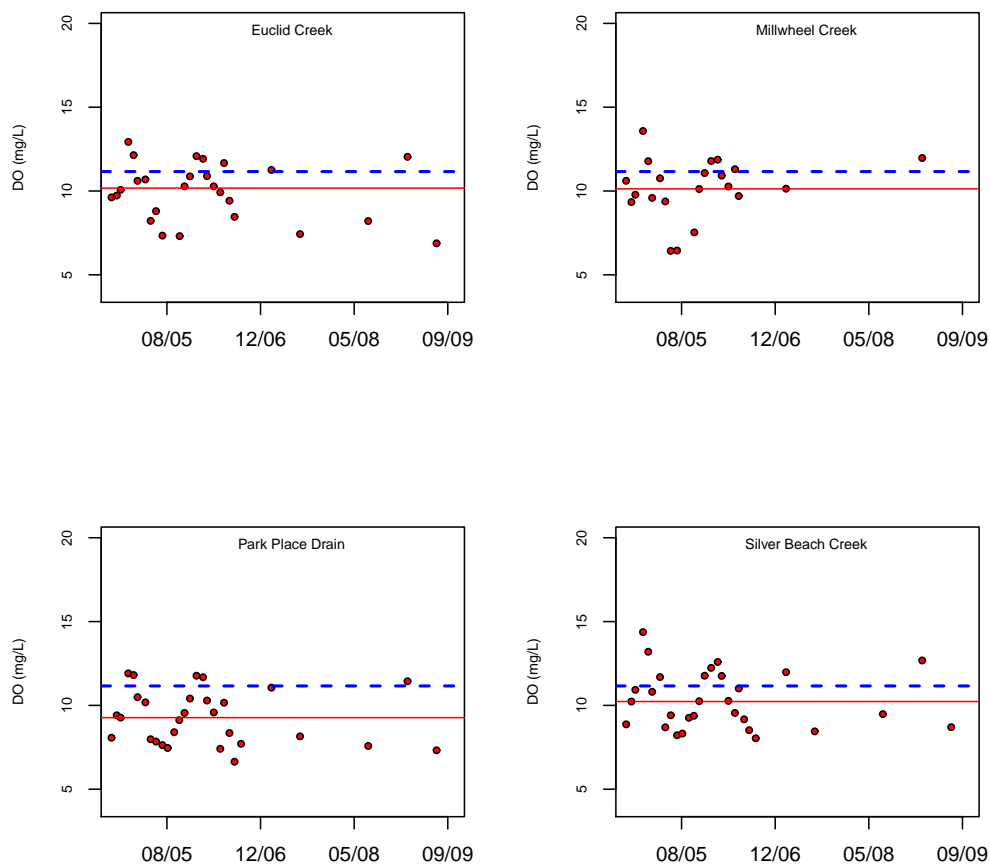 Euclid Creek
DO (mg/L)
20
15
10
5
08/05 12/06 05/08 09/09
Millwheel Creek
DO (mg/L)
20
15
10
5
08/05 12/06 05/08 09/09
Park Place Drain
DO (mg/L)
20
15
10
5
08/05 12/06 05/08 09/09
Silver Beach Creek
DO (mg/L)
20
15
10
5
08/05 12/06 05/08 09/09